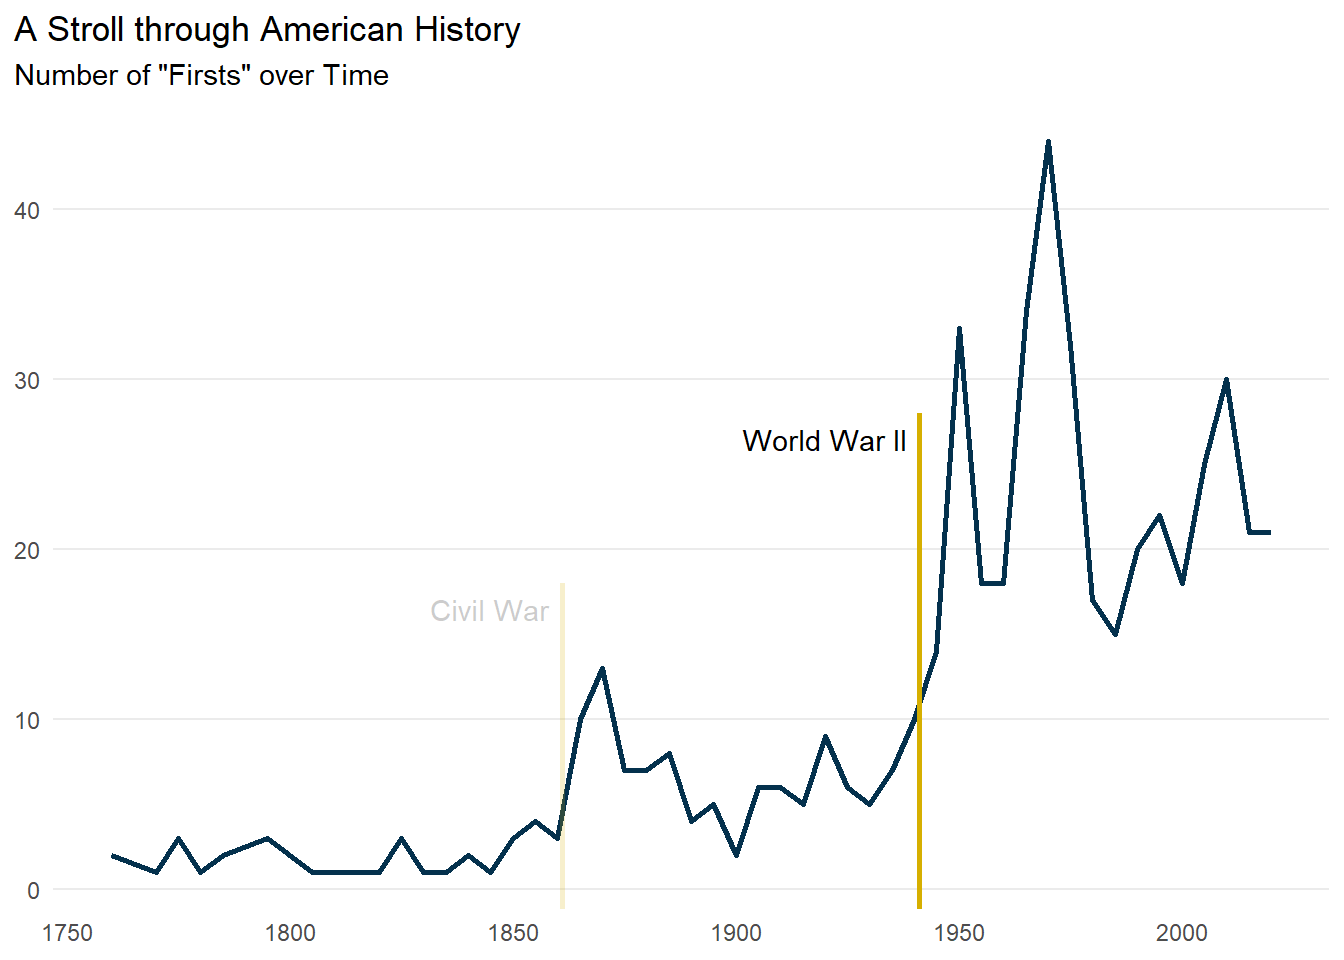 A Stroll through American History
Number of "Firsts" over Time
40
30
World War II
20
Civil War
10
0
1750 1800 1850 1900 1950 2000